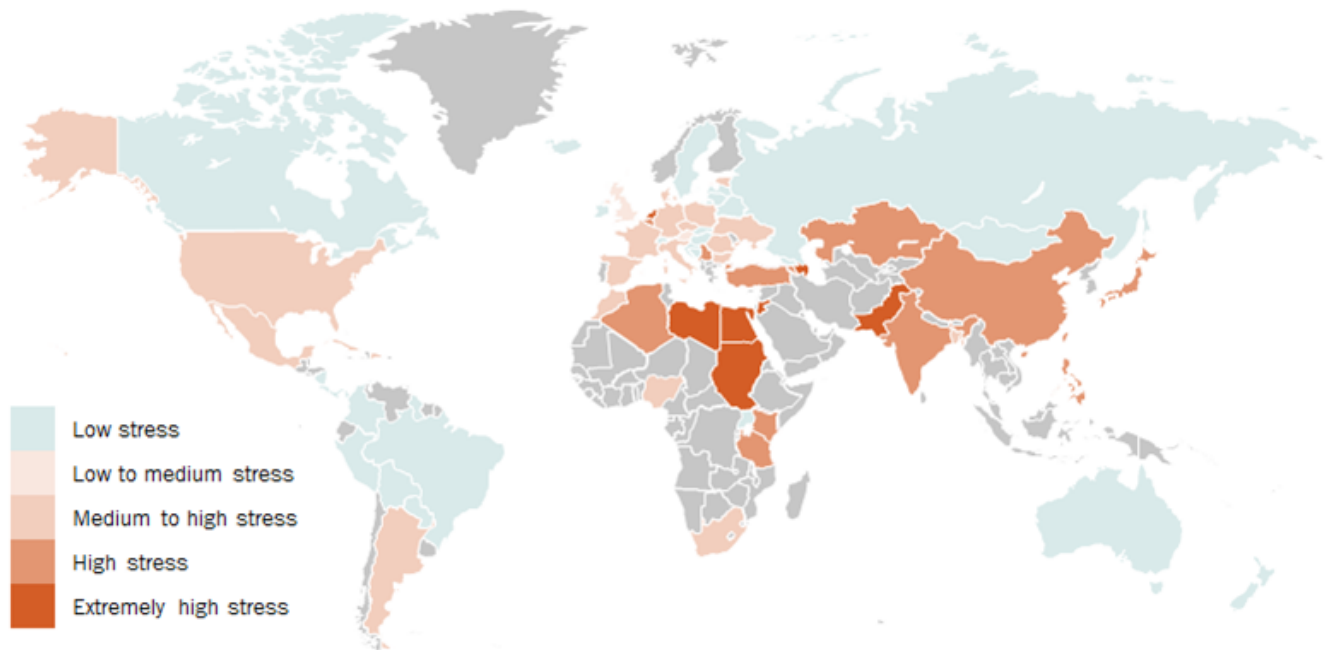 Low stress
Low to medium stress
Medium to high stress
High stress
Extremely high stress